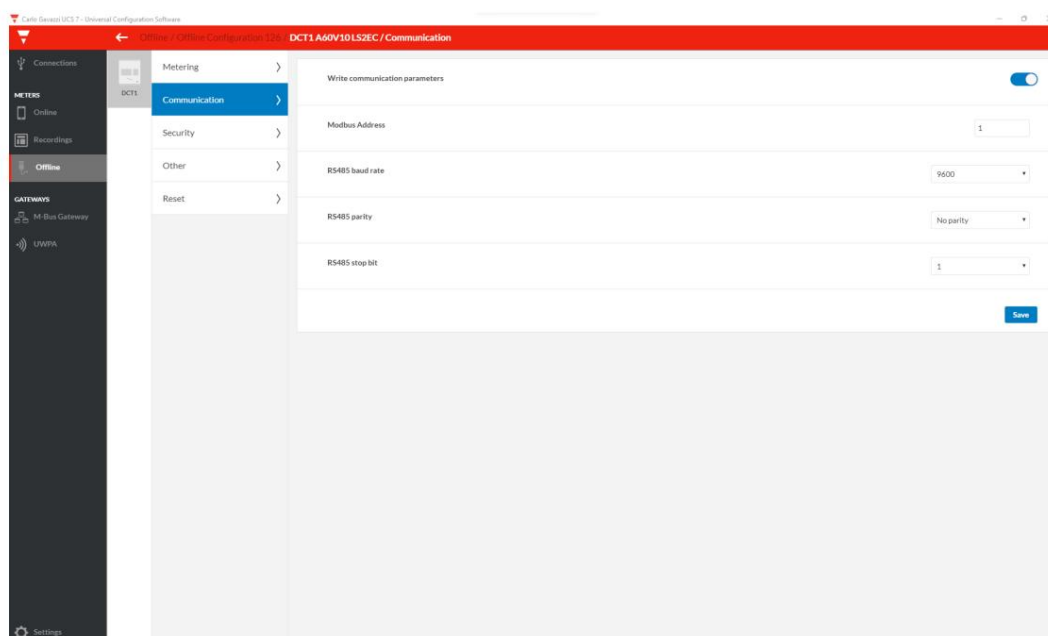 Carlo Gavazzi UCS 7 - Universal Configuration Software
Offline / Offline Configuration 126 / DCT1 A60V10 LS2EC / Communication
Connections
METERS
Online
Recordings
Offline
GATEWAYS
M-Bus Gateway
UWPA
Settings
DCT1
Metering
Communication
Security
Other
Reset
Write communication parameters
Modbus Address
1
RS485 baud rate
9600
RS485 parity
No parity
RS485 stop bit
1
Save